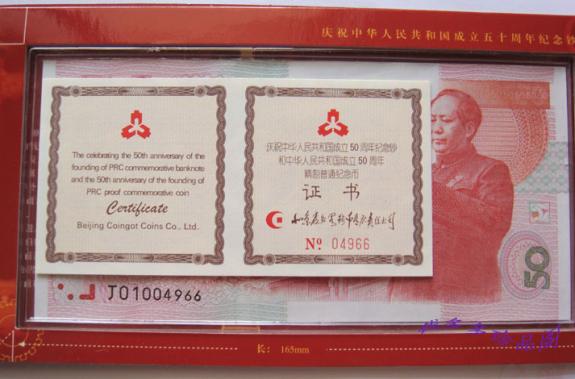 庆祝中华人民共和国成立五十周年纪念钞
The celebrating the 50th anniversary of the
founding of PRC commemorative banknote
and the 50th anniversary of the founding of
PRC proof commemorative coin
Certificate
Beijing Coingot Coins Co., Ltd.
庆祝中华人民共和国成立50周年纪念钞
和中华人民共和国成立50周年
精制普通纪念币
证 书
No 04966
J01004966
50
长: 165mm